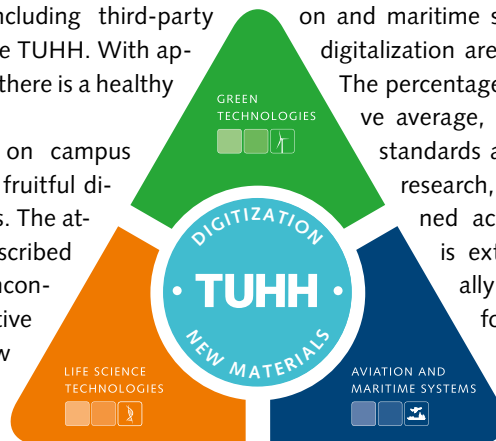 ncluding third-party
e TUHH. With ap-
there is a healthy
on campus
fruitful di-
s. The at-
scribed
ncon-
tive
w
on and maritime s
digitalization are
The percentage
ve average,
standards a
research,
ned ac
is ext
ally
fo
GREEN
TECHNOLOGIES
DIGITIZATION
• TUHH •
NEW MATERIALS
LIFE SCIENCE
TECHNOLOGIES
AVIATION AND
MARITIME SYSTEMS